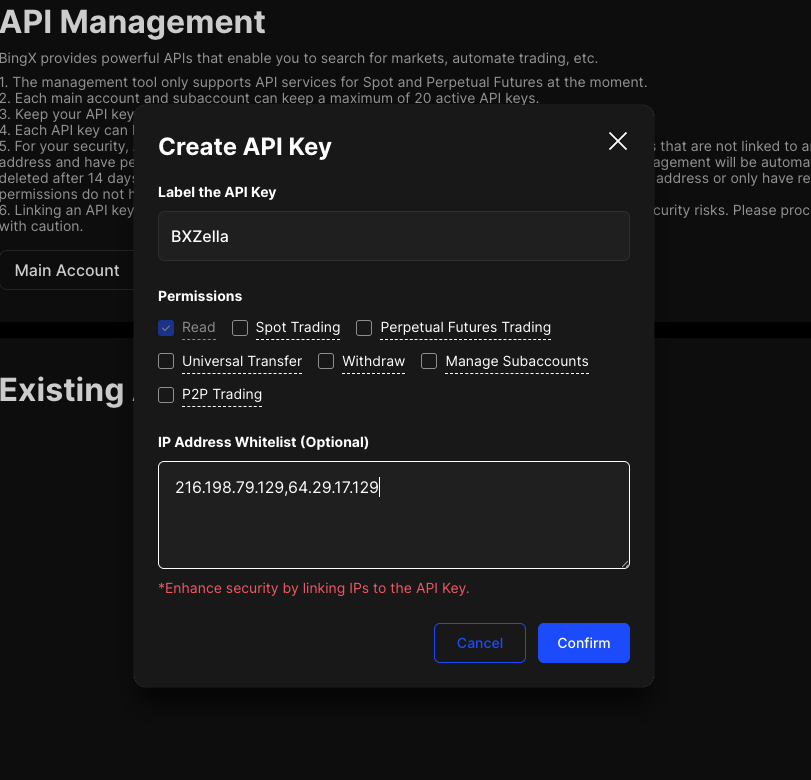 API Management
BingX provides powerful APIs that enable you to search for markets, automate trading, etc.
1. The management tool only supports API services for Spot and Perpetual Futures at the moment.
2. Each main account and subaccount can keep a maximum of 20 active API keys.
3. Keep your API key
4. Each API key can
5. For your security, s that are not linked to
address and have agement will be automa
deleted after 14 days address or only have re
permissions do not
6. Linking an API key curity risks. Please proc
with caution.
Main Account
Existing
Create API Key
Label the API Key
BXZella
Permissions
Read Spot Trading Perpetual Futures Trading
Universal Transfer Withdraw Manage Subaccounts
P2P Trading
IP Address Whitelist (Optional)
216.198.79.129,64.29.17.129
*Enhance security by linking IPs to the API Key.
Cancel Confirm